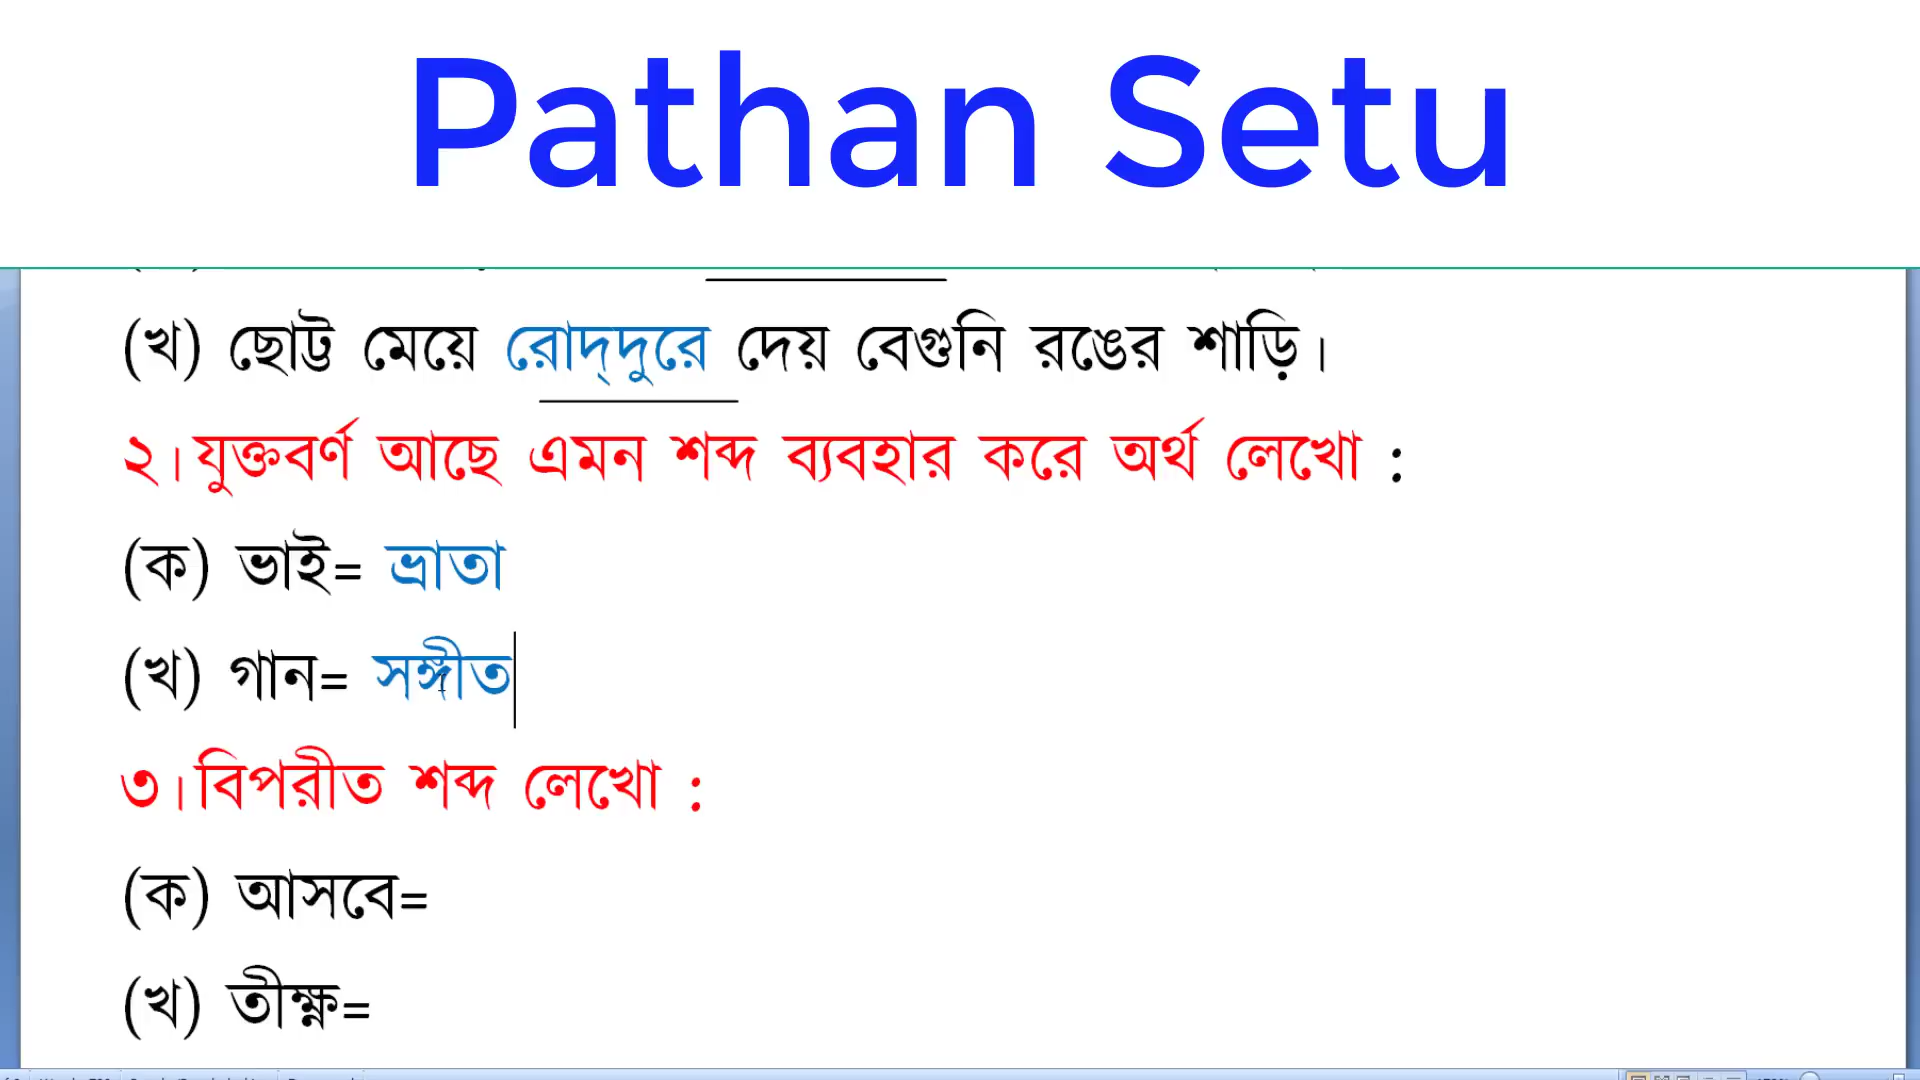 Pathan Setu
(খ) ছোট্ট মেয়ে রোদ্‌দুরে দেয় বেগুনি রঙের শাড়ি।
২। যুক্তবর্ণ আছে এমন শব্দ ব্যবহার করে অর্থ লেখো :
(ক) ভাই= ভ্রাতা
(খ) গান= সঙ্গীত
৩। বিপরীত শব্দ লেখো :
(ক) আসবে=
(খ) তীক্ষ্ণ=